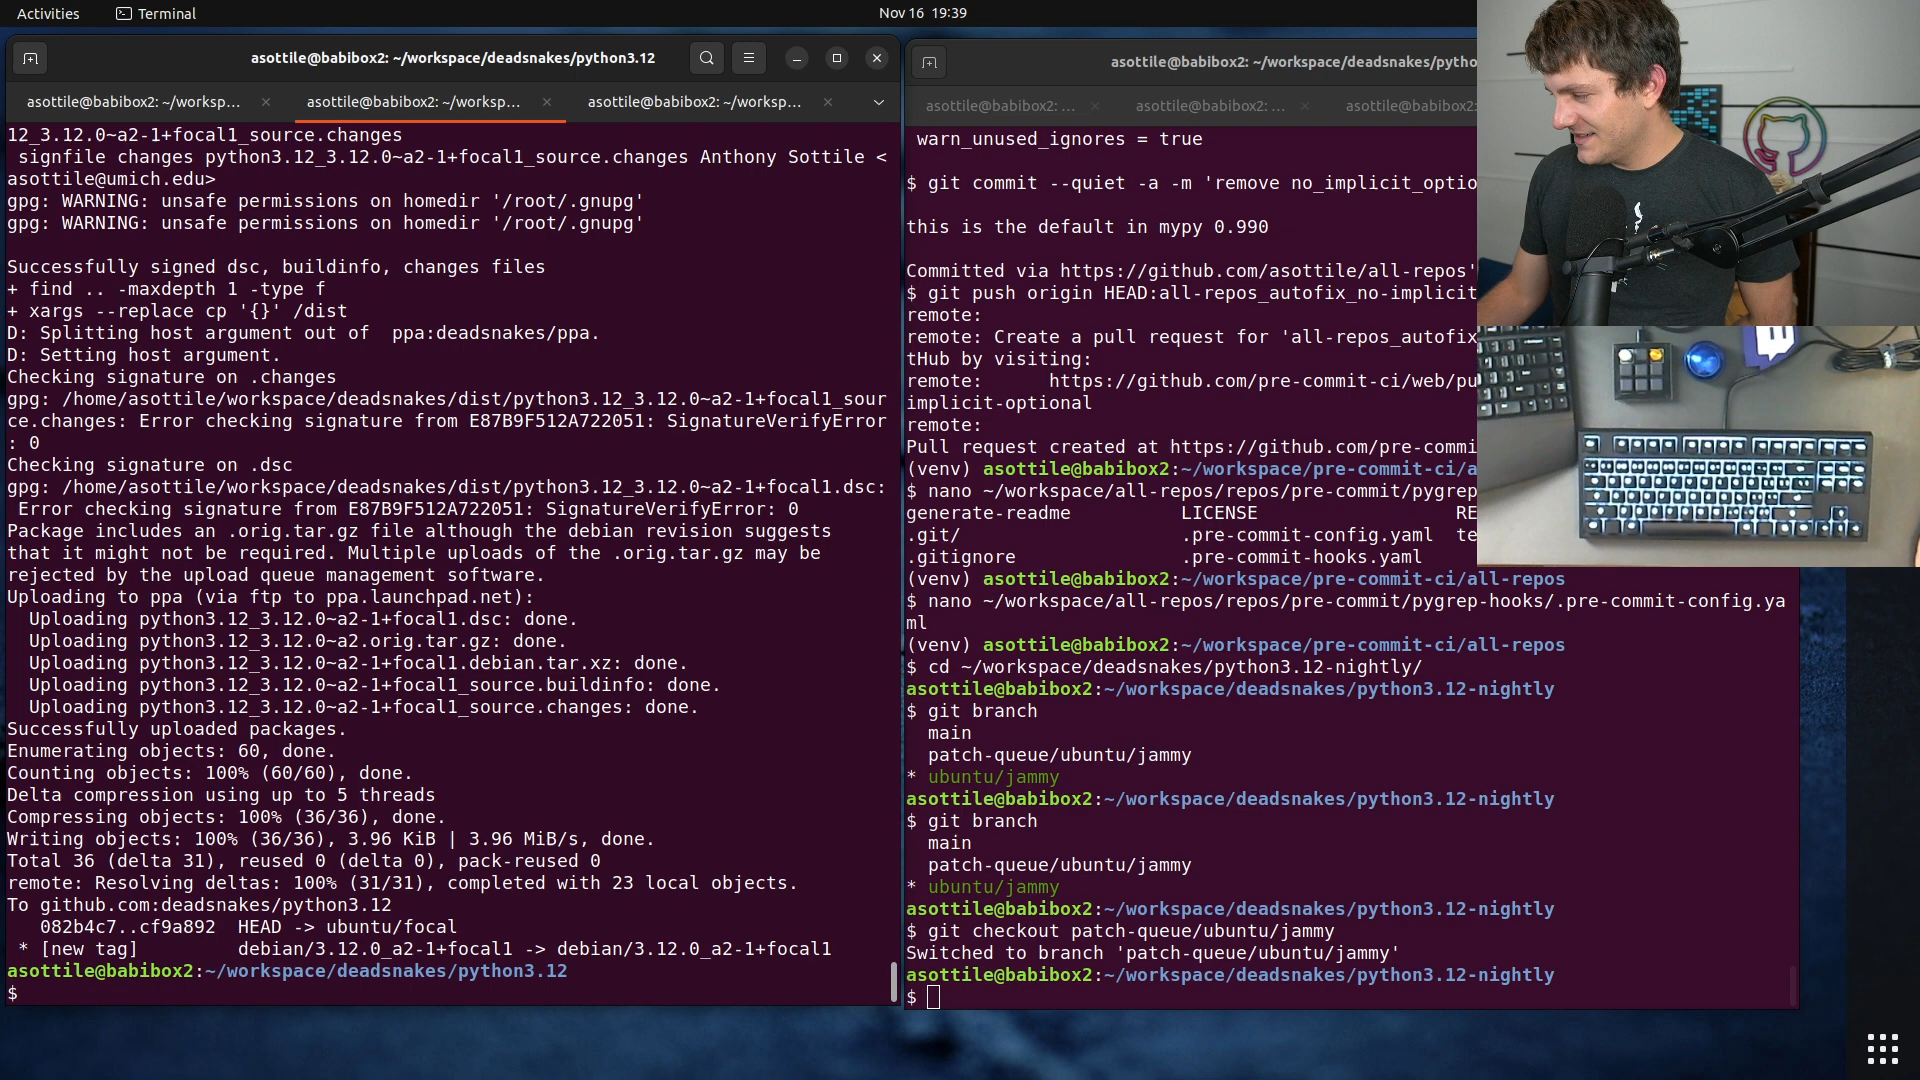 Activities
Terminal
Nov 16 19:39
asottile@babibox2: ~/workspace/deadsnakes/python3.12
asottile@babibox2: ~/worksp...
asottile@babibox2: ~/worksp...
asottile@babibox2: ~/worksp...
12_3.12.0~a2-1+focal1_source.changes
signfile changes python3.12_3.12.0~a2-1+focal1_source.changes Anthony Sottile <
asottile@umich.edu>
gpg: WARNING: unsafe permissions on homedir '/root/.gnupg'
gpg: WARNING: unsafe permissions on homedir '/root/.gnupg'
Successfully signed dsc, buildinfo, changes files
+ find .. -maxdepth 1 -type f
+ xargs --replace cp '{}' /dist
D: Splitting host argument out of  ppa:deadsnakes/ppa.
D: Setting host argument.
Checking signature on .changes
gpg: /home/asottile/workspace/deadsnakes/dist/python3.12_3.12.0~a2-1+focal1_sour
ce.changes: Error checking signature from E87B9F512A722051: SignatureVerifyError
: 0
Checking signature on .dsc
gpg: /home/asottile/workspace/deadsnakes/dist/python3.12_3.12.0~a2-1+focal1.dsc:
Error checking signature from E87B9F512A722051: SignatureVerifyError: 0
Package includes an .orig.tar.gz file although the debian revision suggests
that it might not be required. Multiple uploads of the .orig.tar.gz may be
rejected by the upload queue management software.
Uploading to ppa (via ftp to ppa.launchpad.net):
Uploading python3.12_3.12.0~a2-1+focal1.dsc: done.
Uploading python3.12_3.12.0~a2.orig.tar.gz: done.
Uploading python3.12_3.12.0~a2-1+focal1.debian.tar.xz: done.
Uploading python3.12_3.12.0~a2-1+focal1_source.buildinfo: done.
Uploading python3.12_3.12.0~a2-1+focal1_source.changes: done.
Successfully uploaded packages.
Enumerating objects: 60, done.
Counting objects: 100% (60/60), done.
Delta compression using up to 5 threads
Compressing objects: 100% (36/36), done.
Writing objects: 100% (36/36), 3.96 KiB | 3.96 MiB/s, done.
Total 36 (delta 31), reused 0 (delta 0), pack-reused 0
remote: Resolving deltas: 100% (31/31), completed with 23 local objects.
To github.com:deadsnakes/python3.12
082b4c7..cf9a892  HEAD -> ubuntu/focal
* [new tag]         debian/3.12.0_a2-1+focal1 -> debian/3.12.0_a2-1+focal1
asottile@babibox2:~/workspace/deadsnakes/python3.12
$
asottile@babibox2: ~/workspace/deadsnakes/pytho
asottile@babibox2: ...
asottile@babibox2: ...
asottile@babibox2:
warn_unused_ignores = true
$ git commit --quiet -a -m 'remove no_implicit_optio
this is the default in mypy 0.990
Committed via https://github.com/asottile/all-repos'
$ git push origin HEAD:all-repos_autofix_no-implicit
remote:
remote: Create a pull request for 'all-repos_autofix
tHub by visiting:
remote:      https://github.com/pre-commit-ci/web/pu
implicit-optional
remote:
Pull request created at https://github.com/pre-commi
(venv) asottile@babibox2:~/workspace/pre-commit-ci/a
$ nano ~/workspace/all-repos/repos/pre-commit/pygrep
generate-readme          LICENSE                  RE
.git/                    .pre-commit-config.yaml  te
.gitignore               .pre-commit-hooks.yaml
(venv) asottile@babibox2:~/workspace/pre-commit-ci/all-repos
$ nano ~/workspace/all-repos/repos/pre-commit/pygrep-hooks/.pre-commit-config.ya
ml
(venv) asottile@babibox2:~/workspace/pre-commit-ci/all-repos
$ cd ~/workspace/deadsnakes/python3.12-nightly/
asottile@babibox2:~/workspace/deadsnakes/python3.12-nightly
$ git branch
main
patch-queue/ubuntu/jammy
* ubuntu/jammy
asottile@babibox2:~/workspace/deadsnakes/python3.12-nightly
$ git branch
main
patch-queue/ubuntu/jammy
* ubuntu/jammy
asottile@babibox2:~/workspace/deadsnakes/python3.12-nightly
$ git checkout patch-queue/ubuntu/jammy
Switched to branch 'patch-queue/ubuntu/jammy'
asottile@babibox2:~/workspace/deadsnakes/python3.12-nightly
$